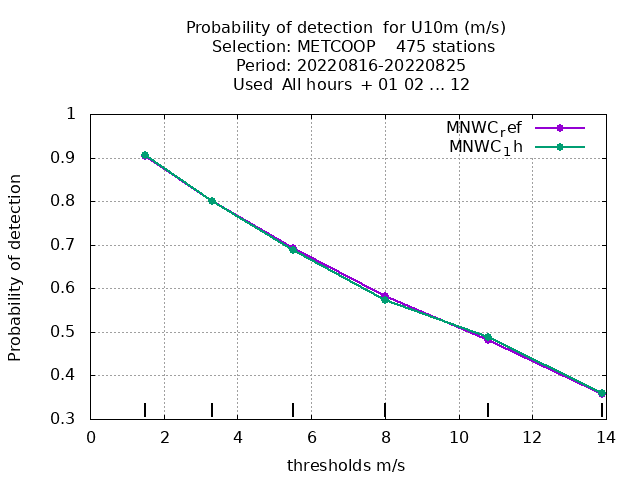 Probability of detection  for U10m (m/s)
Selection: METCOOP    475 stations
Period: 20220816-20220825
Used  All hours  + 01 02 ... 12
MNWC_ref
MNWC_1h
Probability of detection
1
0.9
0.8
0.7
0.6
0.5
0.4
0.3
0 2 4 6 8 10 12 14
thresholds m/s